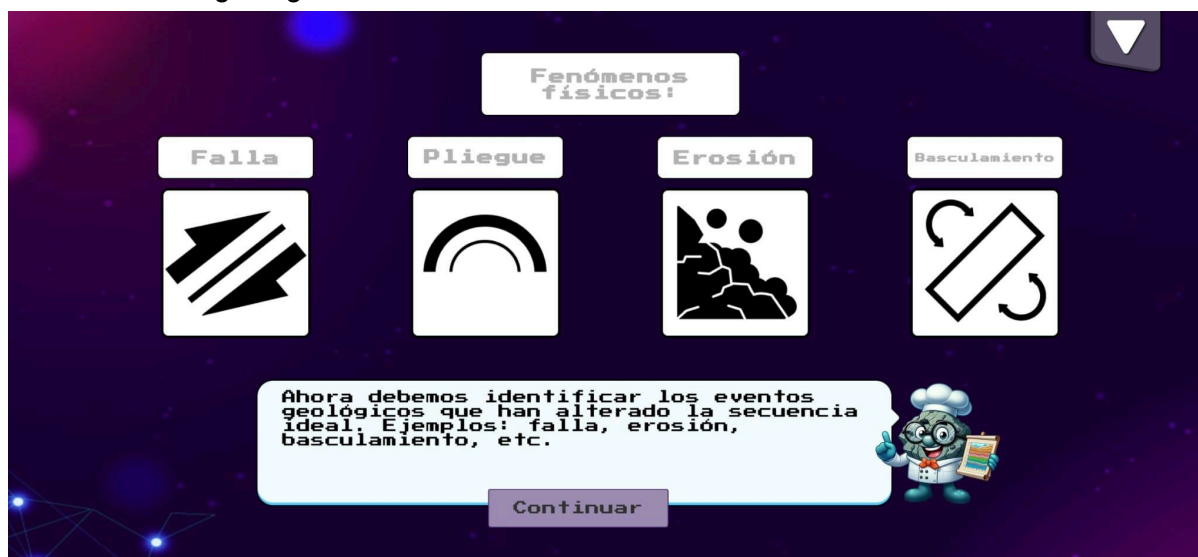 Fenómenos
físicos:
Falla
Pliegue
Erosión
Basculamiento
Ahora debemos identificar los eventos
geológicos que han alterado la secuencia
ideal. Ejemplos: falla, erosión,
basculamiento, etc.
Continuar